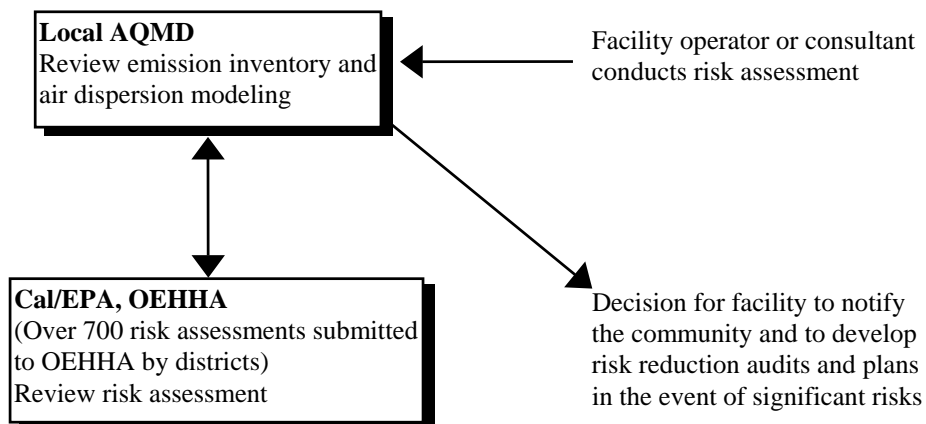 Local AQMD
Review emission inventory and
air dispersion modeling
Facility operator or consultant
conducts risk assessment
Cal/EPA, OEHHA
(Over 700 risk assessments submitted
to OEHHA by districts)
Review risk assessment
Decision for facility to notify
the community and to develop
risk reduction audits and plans
in the event of significant risks